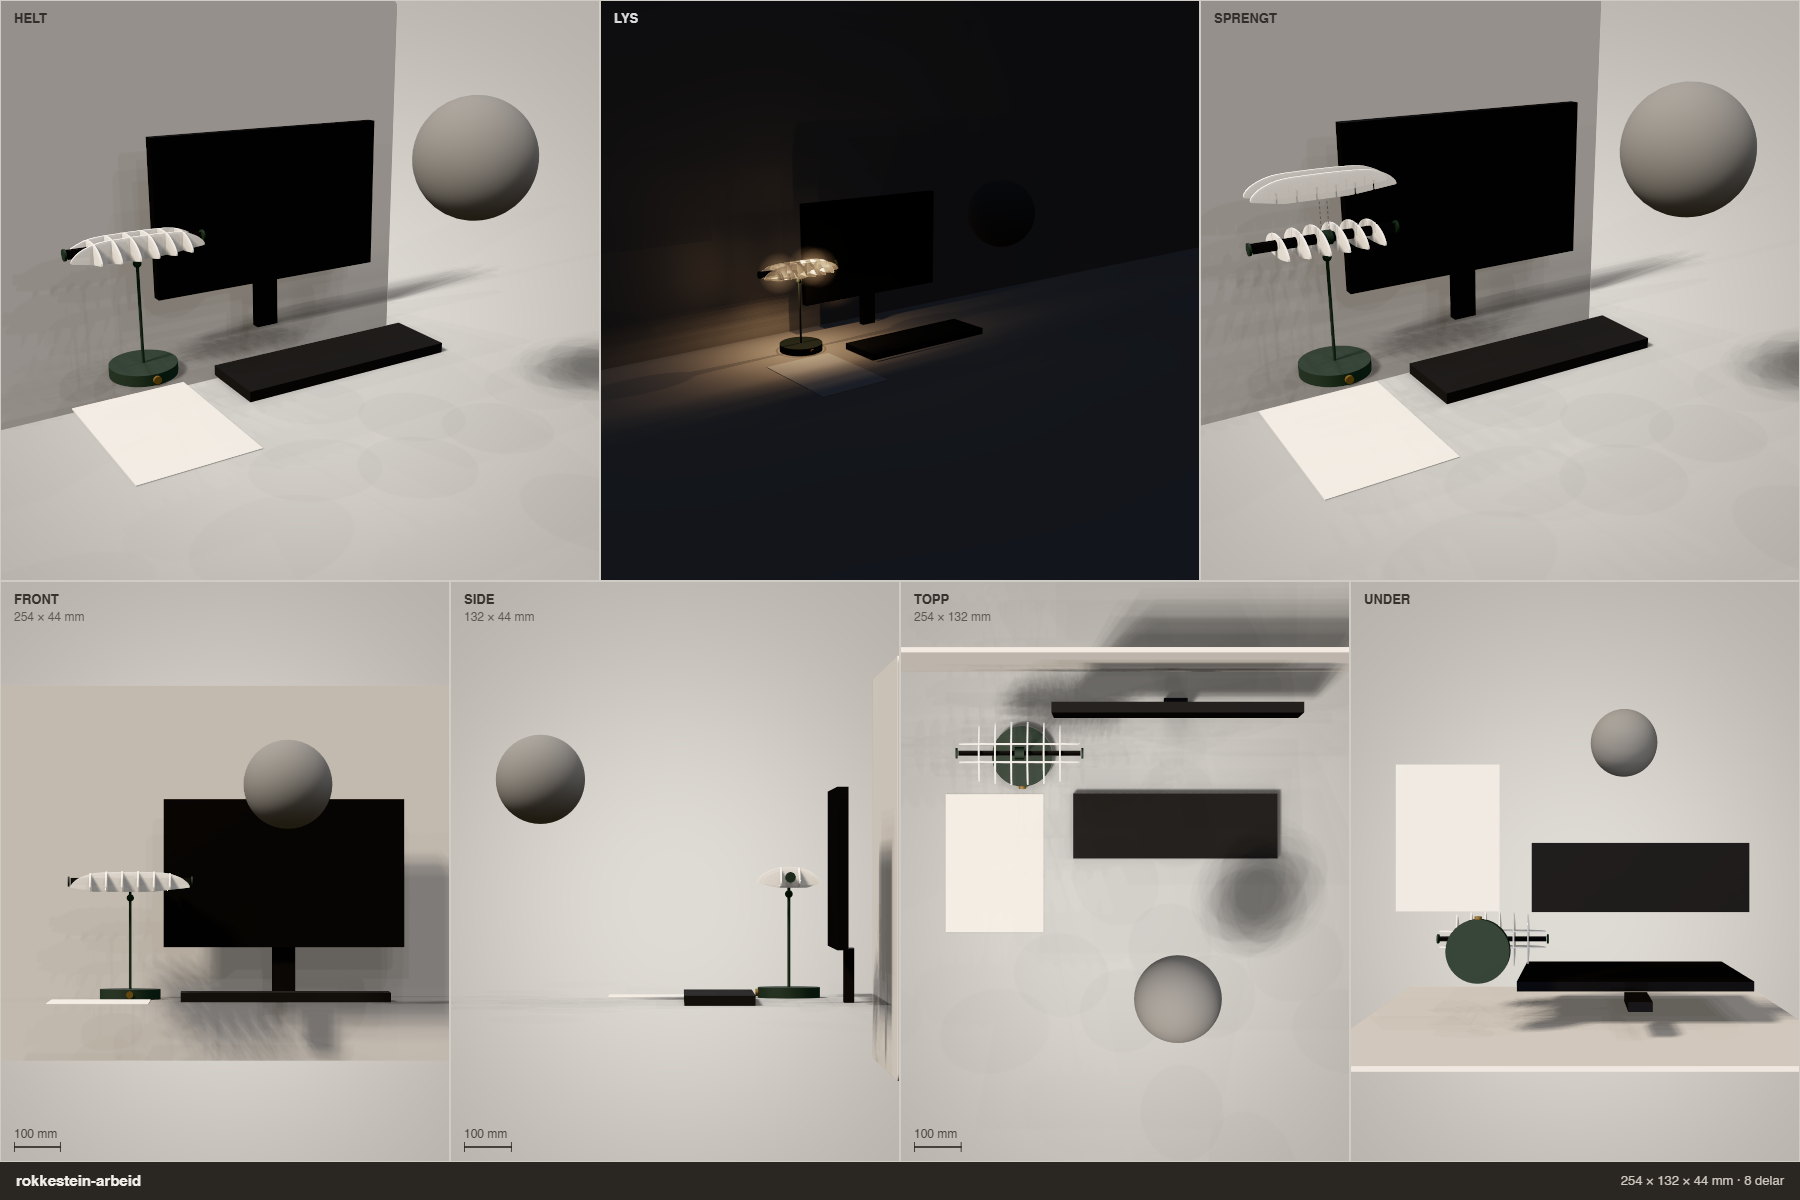 HELT
LYS
SPRENGT
FRONT
254 × 44 mm
SIDE
132 × 44 mm
TOPP
254 × 132 mm
UNDER
100 mm
100 mm
100 mm
rokkestein-arbeid
254 × 132 × 44 mm · 8 delar